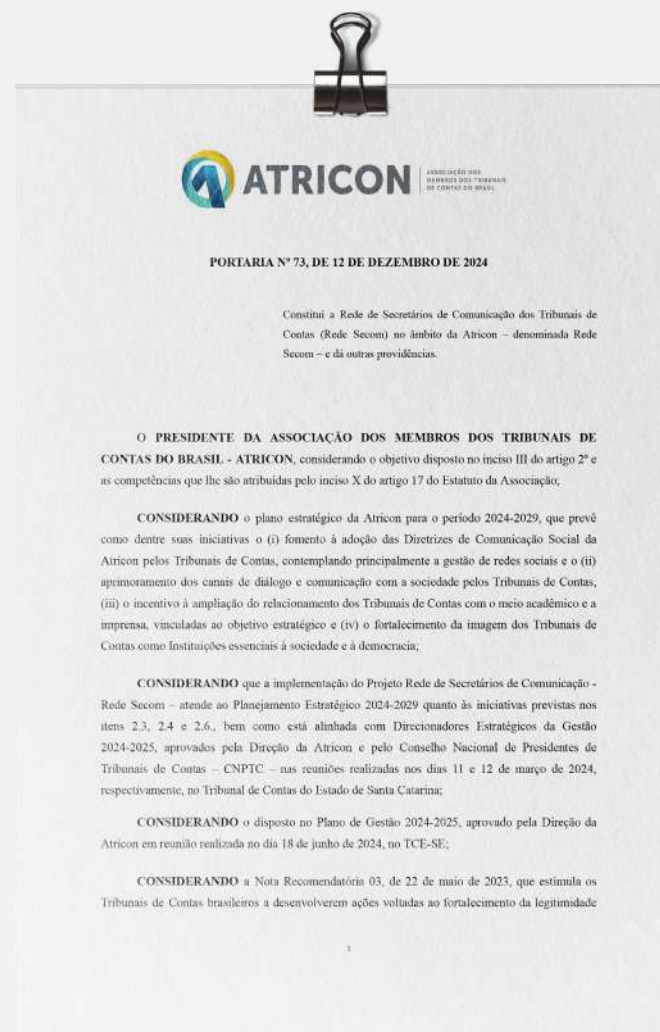 ATRICON
ASSOCIAÇÃO DOS
MEMBROS DOS TRIBUNAIS
DE CONTAS DO BRASIL
PORTARIA Nº 73, DE 12 DE DEZEMBRO DE 2024
Constitui a Rede de Secretários de Comunicação dos Tribunais de
Contas (Rede Secom) no âmbito da Atricon – denominada Rede
Secom – e dá outras providências.
O PRESIDENTE DA ASSOCIAÇÃO DOS MEMBROS DOS TRIBUNAIS DE
CONTAS DO BRASIL - ATRICON, considerando o objetivo disposto no inciso III do artigo 2º e
as competências que lhe são atribuídas pelo inciso X do artigo 17 do Estatuto da Associação;
CONSIDERANDO o plano estratégico da Atricon para o período 2024-2029, que prevê
como dentre suas iniciativas o (i) fomento à adoção das Diretrizes de Comunicação Social da
Atricon pelos Tribunais de Contas, contemplando principalmente a gestão de redes sociais e o (ii)
aprimoramento dos canais de diálogo e comunicação com a sociedade pelos Tribunais de Contas,
(iii) o incentivo à ampliação do relacionamento dos Tribunais de Contas com o meio acadêmico e a
imprensa, vinculadas ao objetivo estratégico e (iv) o fortalecimento da imagem dos Tribunais de
Contas como Instituições essenciais à sociedade e à democracia;
CONSIDERANDO que a implementação do Projeto Rede de Secretários de Comunicação -
Rede Secom – atende ao Planejamento Estratégico 2024-2029 quanto às iniciativas previstas nos
itens 2.3, 2.4 e 2.6., bem como está alinhada com Direcionadores Estratégicos da Gestão
2024-2025, aprovados pela Direção da Atricon e pelo Conselho Nacional de Presidentes de
Tribunais de Contas – CNPTC – nas reuniões realizadas nos dias 11 e 12 de março de 2024,
respectivamente, no Tribunal de Contas do Estado de Santa Catarina;
CONSIDERANDO o disposto no Plano de Gestão 2024-2025, aprovado pela Direção da
Atricon em reunião realizada no dia 18 de junho de 2024, no TCE-SE;
CONSIDERANDO a Nota Recomendatória 03, de 22 de maio de 2023, que estimula os
Tribunais de Contas brasileiros a desenvolverem ações voltadas ao fortalecimento da legitimidade
1